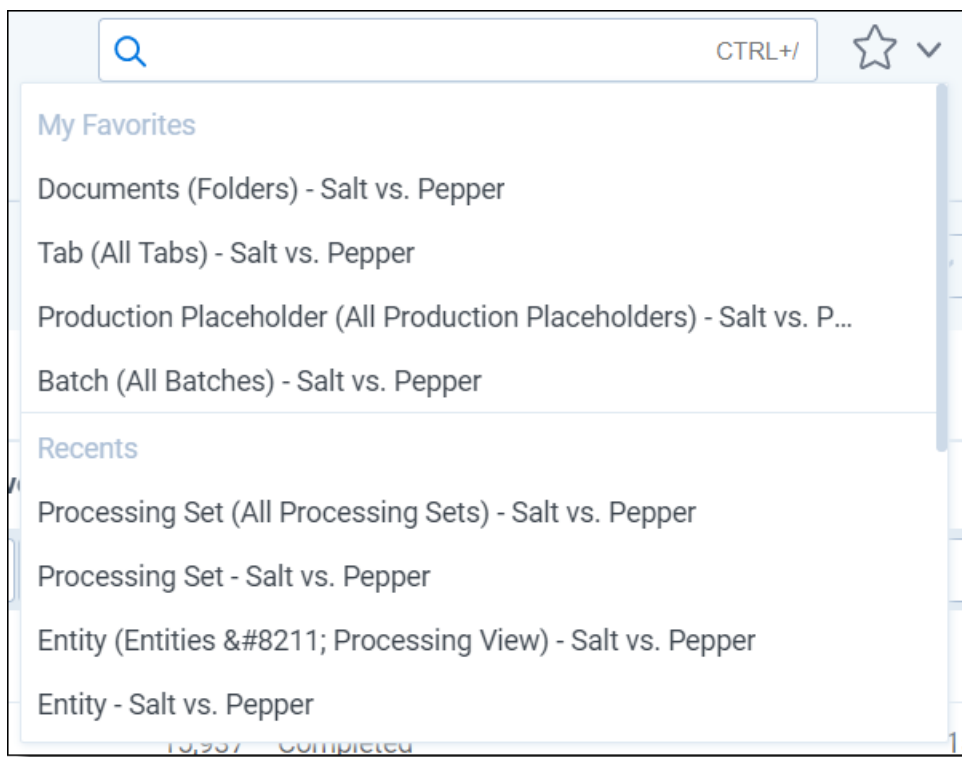 CTRL+/
My Favorites
Documents (Folders) - Salt vs. Pepper
Tab (All Tabs) - Salt vs. Pepper
Production Placeholder (All Production Placeholders) - Salt vs. P...
Batch (All Batches) - Salt vs. Pepper
Recents
Processing Set (All Processing Sets) - Salt vs. Pepper
Processing Set - Salt vs. Pepper
Entity (Entities &#8211; Processing View) - Salt vs. Pepper
Entity - Salt vs. Pepper
Completed